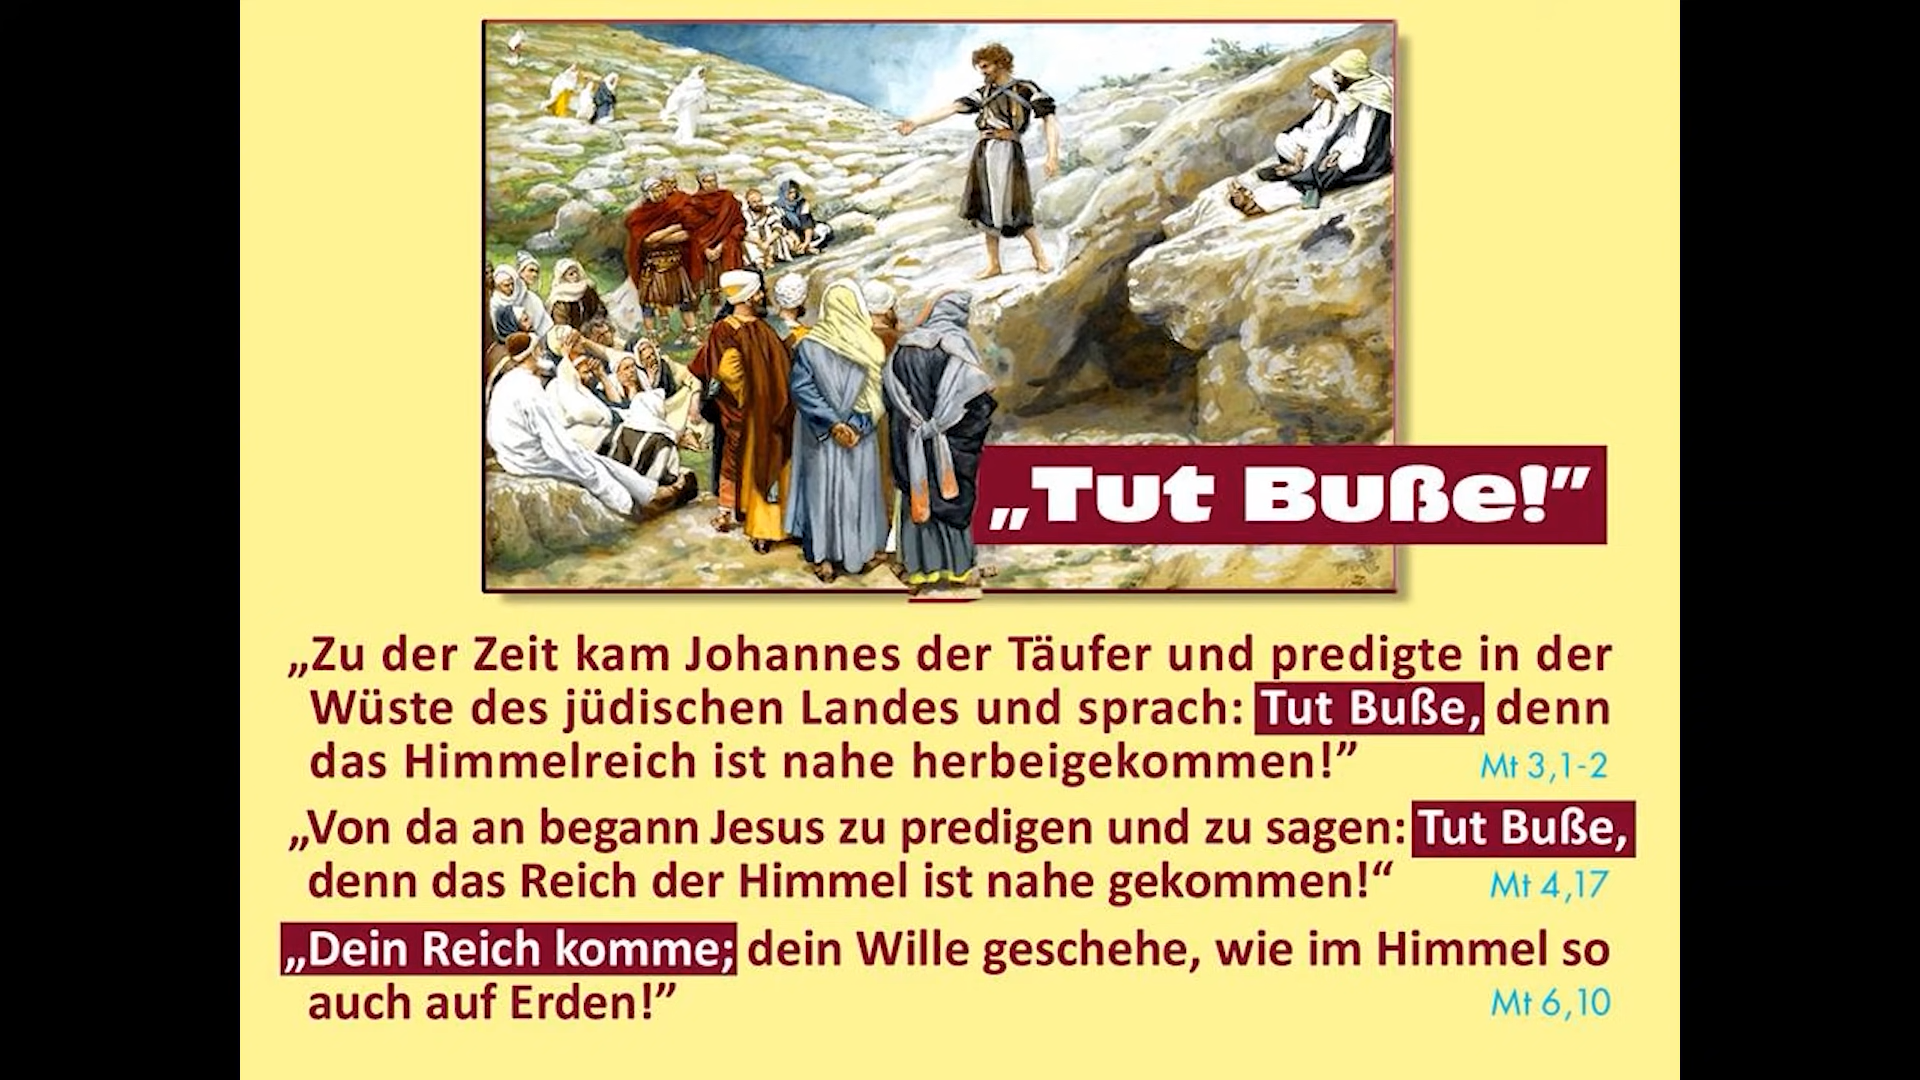 „Tut Buße!”
„Zu der Zeit kam Johannes der Täufer und predigte in der
Wüste des jüdischen Landes und sprach: Tut Buße, denn
das Himmelreich ist nahe herbeigekommen!” Mt 3,1-2
„Von da an begann Jesus zu predigen und zu sagen: Tut Buße,
denn das Reich der Himmel ist nahe gekommen!“ Mt 4,17
„Dein Reich komme; dein Wille geschehe, wie im Himmel so
auch auf Erden!” Mt 6,10